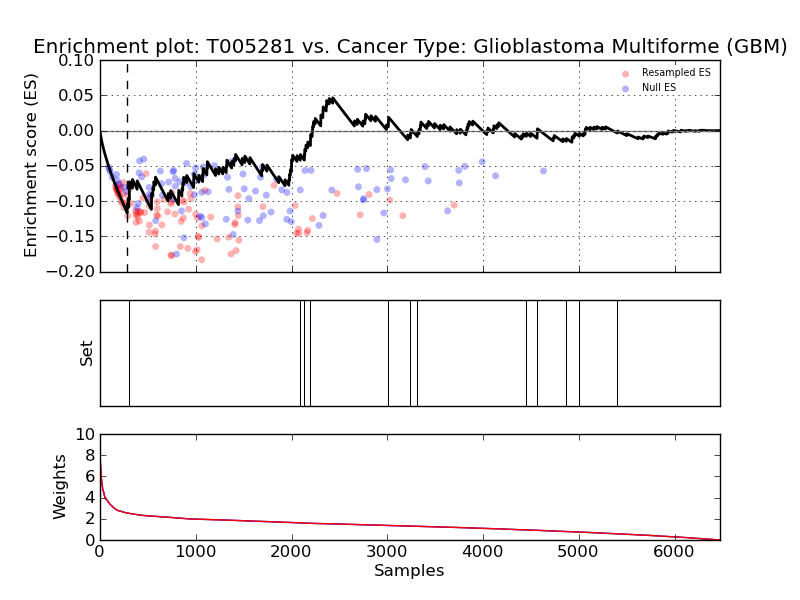 Enrichment plot: T005281 vs. Cancer Type: Glioblastoma Multiforme (GBM)
0.10
0.05
0.00
−0.05
−0.10
−0.15
−0.20
Enrichment score (ES)
Resampled ES
Null ES
Set
10
8
6
4
2
0
Weights
0 1000 2000 3000 4000 5000 6000
Samples